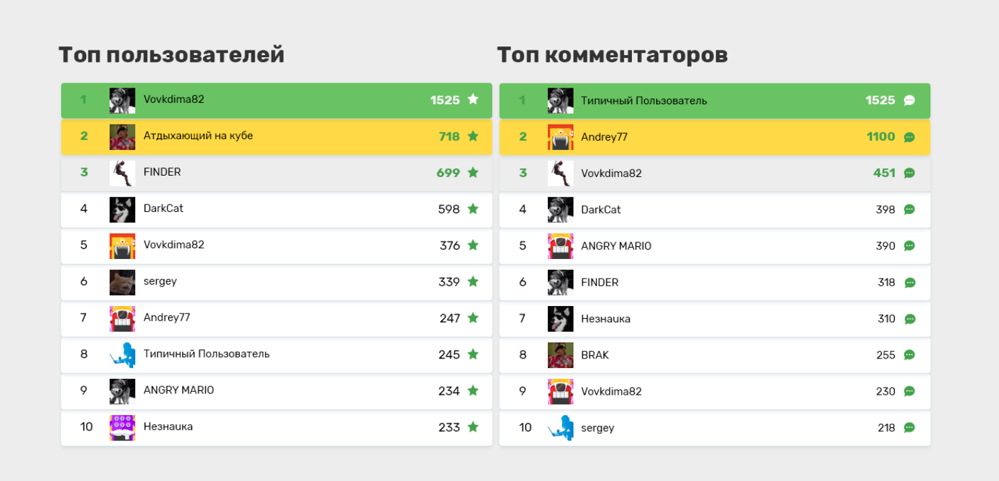 Топ пользователей
1 Vovkdima82 1525
2 Атдыхающий на кубе 718
3 FINDER 699
4 DarkCat 598
5 Vovkdima82 376
6 sergey 339
7 Andrey77 247
8 Типичный Пользователь 245
9 ANGRY MARIO 234
10 Незнаика 233
Топ комментаторов
1 Типичный Пользователь 1525
2 Andrey77 1100
3 Vovkdima82 451
4 DarkCat 398
5 ANGRY MARIO 390
6 FINDER 318
7 Незнаика 310
8 BRAK 255
9 Vovkdima82 230
10 sergey 218